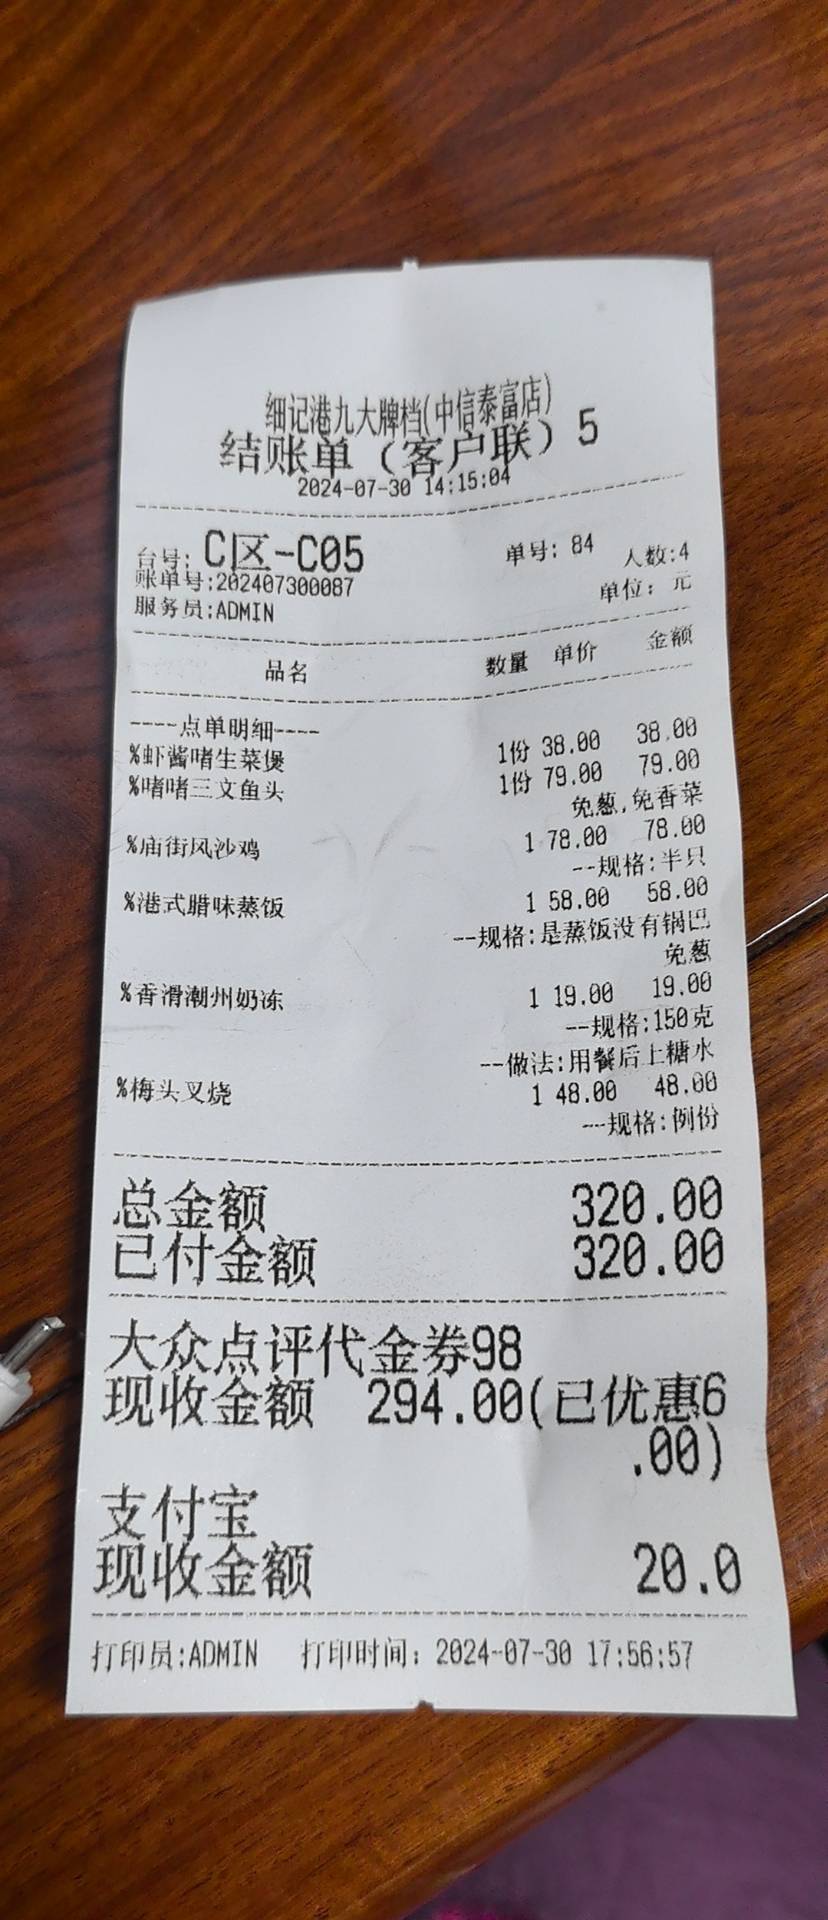 细记港九大牌档(中信泰富店)
结账单（客户联）5
2024-07-30 14:15:04
台号: C区-C05 单号: 84 人数:4
账单号:202407300087 单位: 元
服务员:ADMIN
品名 数量 单价 金额
----点单明细----
%虾酱啫生菜煲 1份 38.00 38.00
%啫啫三文鱼头 1份 79.00 79.00
免葱,免香菜
%庙街风沙鸡 1 78.00 78.00
--规格:半只
%港式腊味蒸饭 1 58.00 58.00
--规格:是蒸饭没有锅巴
免葱
%香滑潮州奶冻 1 19.00 19.00
--规格:150克
--做法:用餐后上糖水
%梅头叉烧 1 48.00 48.00
--规格:例份
总金额 320.00
已付金额 320.00
大众点评代金券98
现收金额 294.00(已优惠6
.00)
支付宝
现收金额 20.0
打印员:ADMIN 打印时间: 2024-07-30 17:56:57